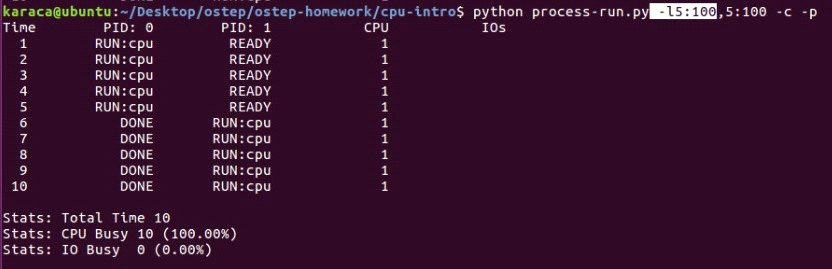 karaca@ubuntu:~/Desktop/ostep/ostep-homework/cpu-intro$ python process-run.py -l5:100,5:100 -c -p
Time PID: 0 PID: 1 CPU IOs
1 RUN:cpu READY 1
2 RUN:cpu READY 1
3 RUN:cpu READY 1
4 RUN:cpu READY 1
5 RUN:cpu READY 1
6 DONE RUN:cpu 1
7 DONE RUN:cpu 1
8 DONE RUN:cpu 1
9 DONE RUN:cpu 1
10 DONE RUN:cpu 1
Stats: Total Time 10
Stats: CPU Busy 10 (100.00%)
Stats: IO Busy 0 (0.00%)